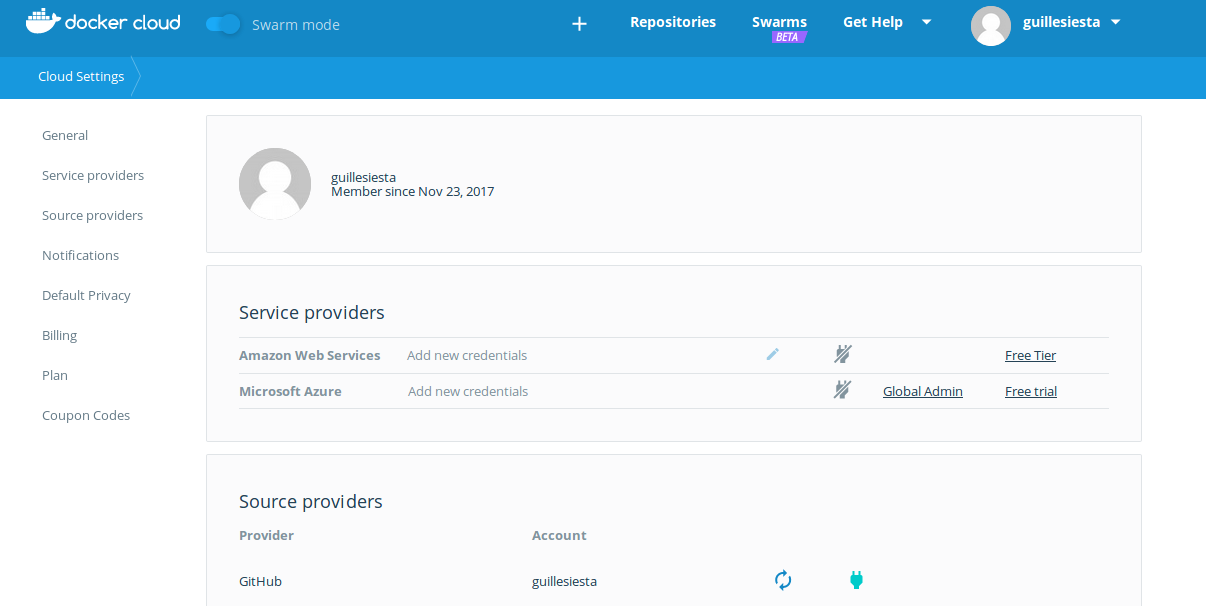 docker cloud Swarm mode + Repositories Swarms Get Help guillesiesta
BETA
Cloud Settings
General
Service providers
Source providers
Notifications
Default Privacy
Billing
Plan
Coupon Codes
guillesiesta
Member since Nov 23, 2017
Service providers
Amazon Web Services Add new credentials Free Tier
Microsoft Azure Add new credentials Global Admin Free trial
Source providers
Provider Account
GitHub guillesiesta